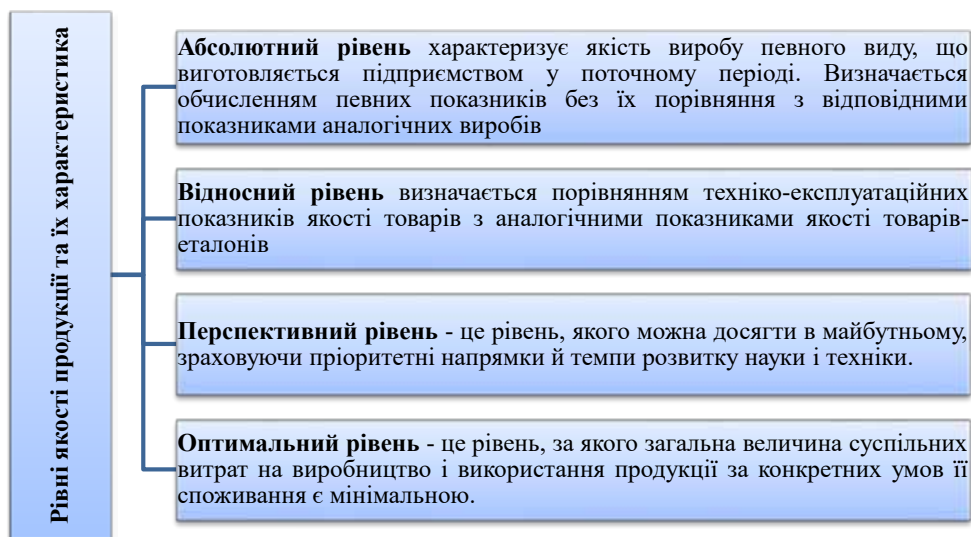 Рівні якості продукції та їх характеристика
Абсолютний рівень характеризує якість виробу певного виду, що
виготовляється підприємством у поточному періоді. Визначається
обчисленням певних показників без їх порівняння з відповідними
показниками аналогічних виробів
Відносний рівень визначається порівнянням техніко-експлуатаційних
показників якості товарів з аналогічними показниками якості товарів-
еталонів
Перспективний рівень - це рівень, якого можна досягти в майбутньому,
зраховуючи пріоритетні напрямки й темпи розвитку науки і техніки.
Оптимальний рівень - це рівень, за якого загальна величина суспільних
витрат на виробництво і використання продукції за конкретних умов її
споживання є мінімальною.